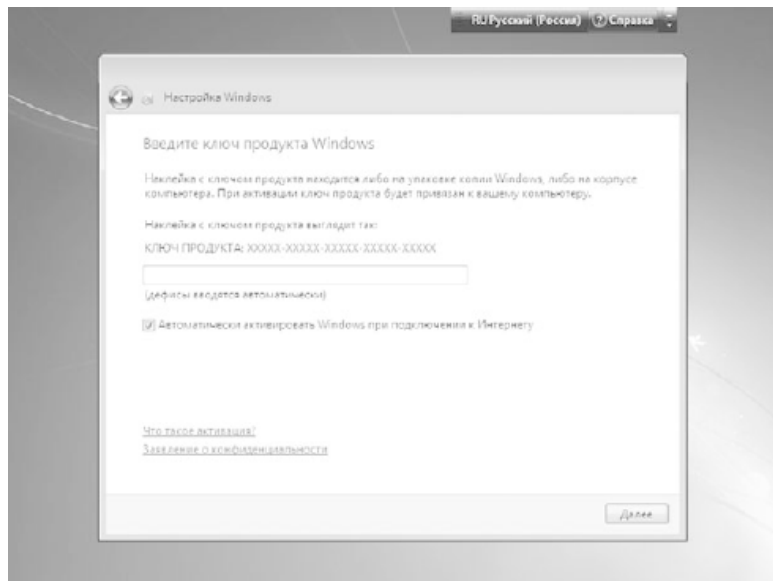 RU Русский (Россия) Справка
Настройка Windows
Введите ключ продукта Windows
Наклейка с ключом продукта находится либо на упаковке копии Windows, либо на корпусе
компьютера. При активации ключ продукта будет привязан к вашему компьютеру.
Наклейка с ключом продукта выглядит так:
КЛЮЧ ПРОДУКТА: XXXXX-XXXXX-XXXXX-XXXXX-XXXXX
(дефисы вводятся автоматически)
Автоматически активировать Windows при подключении к Интернету
Что такое активация?
Заявление о конфиденциальности
Далее